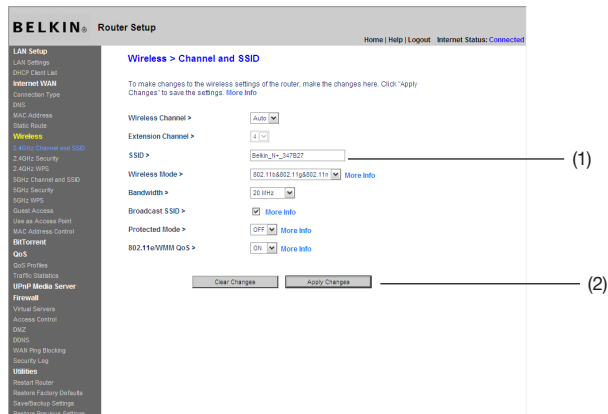 BELKIN® Router Setup
Home | Help | Logout Internet Status: Connected
LAN Setup
LAN Settings
DHCP Client List
Internet WAN
Connection Type
DNS
MAC Address
Static Route
Wireless
2.4GHz Channel and SSID
2.4GHz Security
2.4GHz WPS
5GHz Channel and SSID
5GHz Security
5GHz WPS
Guest Access
Use as Access Point
MAC Address Control
BitTorrent
QoS
QoS Profiles
Traffic Statistics
UPnP Media Server
Firewall
Virtual Servers
Access Control
DMZ
DDNS
WAN Ping Blocking
Security Log
Utilities
Restart Router
Restore Factory Defaults
Save/Backup Settings
Restore Previous Settings
Wireless > Channel and SSID
To make changes to the wireless settings of the router, make the changes here. Click "Apply
Changes" to save the settings. More Info
Wireless Channel > Auto
Extension Channel > 4
SSID > Belkin_N+_347B27
(1)
Wireless Mode > 802.11b&802.11g&802.11n More Info
Bandwidth > 20 MHz
Broadcast SSID > More Info
Protected Mode > OFF More Info
802.11e/WMM QoS > ON More Info
Clear Changes Apply Changes
(2)